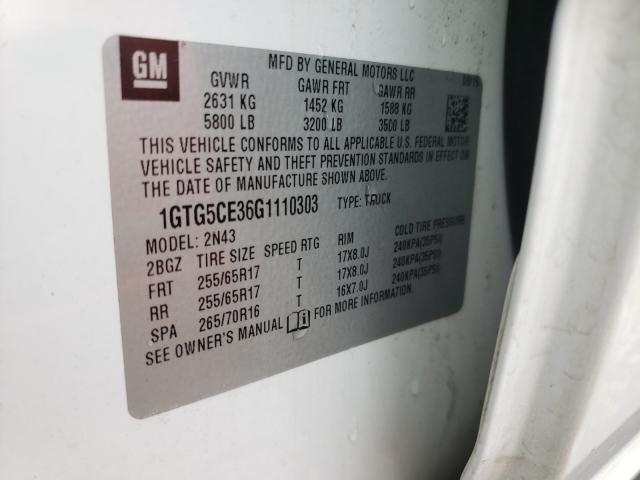 GM
MFD BY GENERAL MOTORS LLC
GVWR GAWR FRT GAWR RR
2631 KG 1452 KG 1588 KG
5800 LB 3200 LB 3500 LB
THIS VEHICLE CONFORMS TO ALL APPLICABLE U.S. FEDERAL MOTOR
VEHICLE SAFETY AND THEFT PREVENTION STANDARDS IN EFFECT ON
THE DATE OF MANUFACTURE SHOWN ABOVE.
1GTG5CE36G1110303 TYPE: TRUCK
MODEL: 2N43
2BGZ TIRE SIZE SPEED RTG RIM COLD TIRE PRESSURE
FRT 255/65R17 T 17X8.0J 240KPA(35PSI)
RR 255/65R17 T 17X8.0J 240KPA(35PSI)
SPA 265/70R16 T 16X7.0J 240KPA(35PSI)
SEE OWNER'S MANUAL FOR MORE INFORMATION.